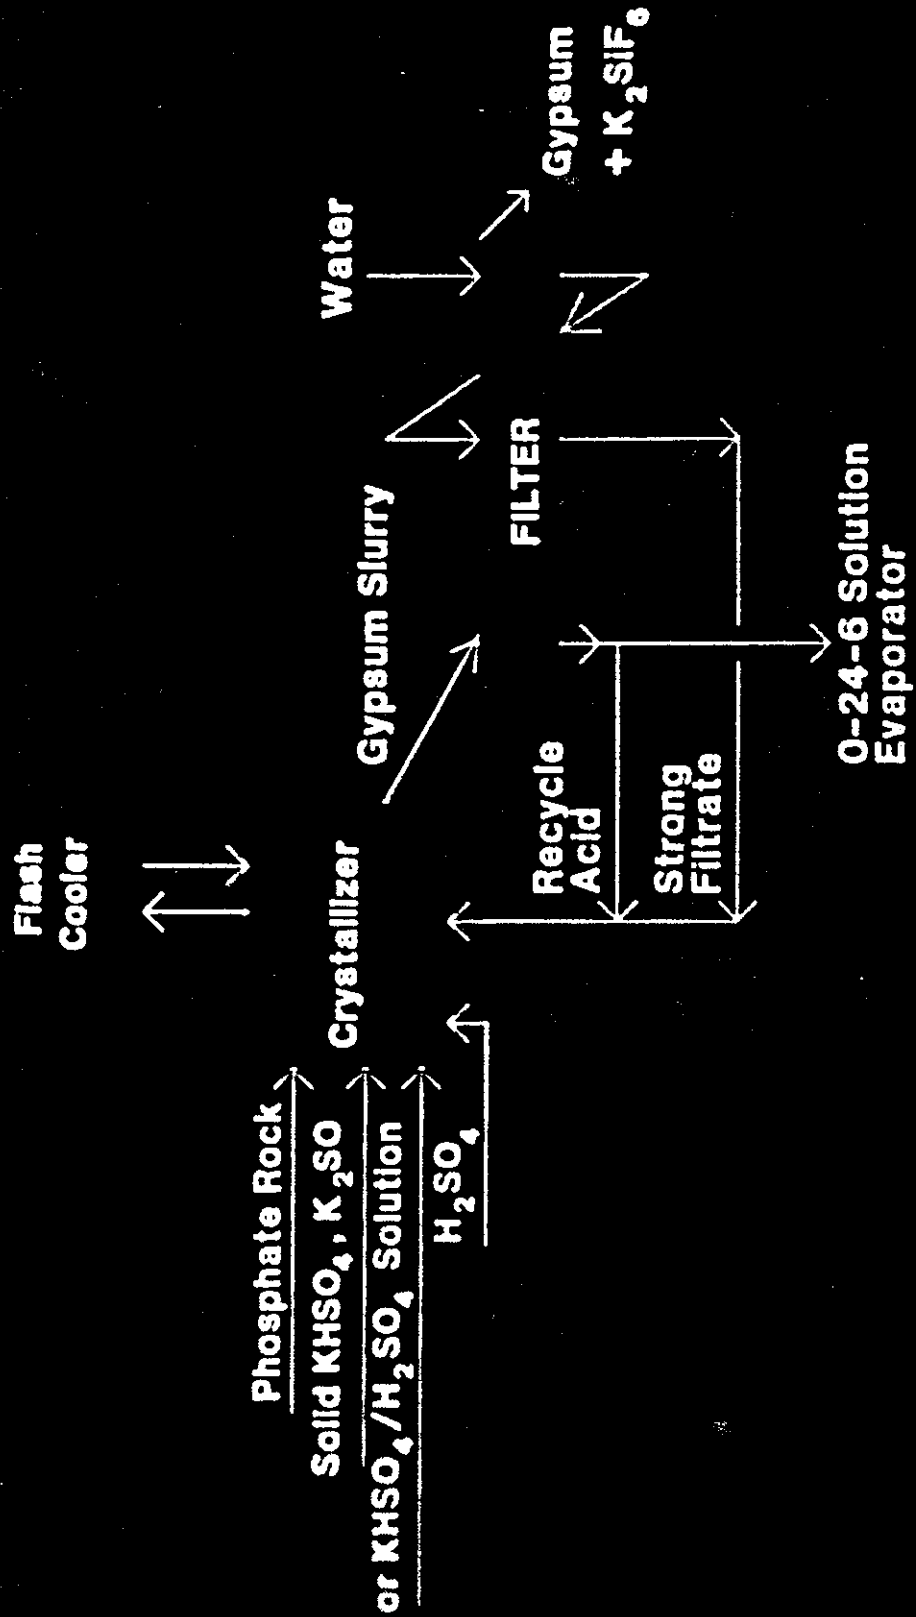 Flash
Cooler
Phosphate Rock
Solid KHSO₄, K₂SO
or KHSO₄/H₂SO₄ Solution
H₂SO₄
Crystallizer
Gypsum Slurry
Water
Gypsum
+ K₂SiF₆
FILTER
Recycle
Acid
Strong
Filtrate
0-24-6 Solution
Evaporator